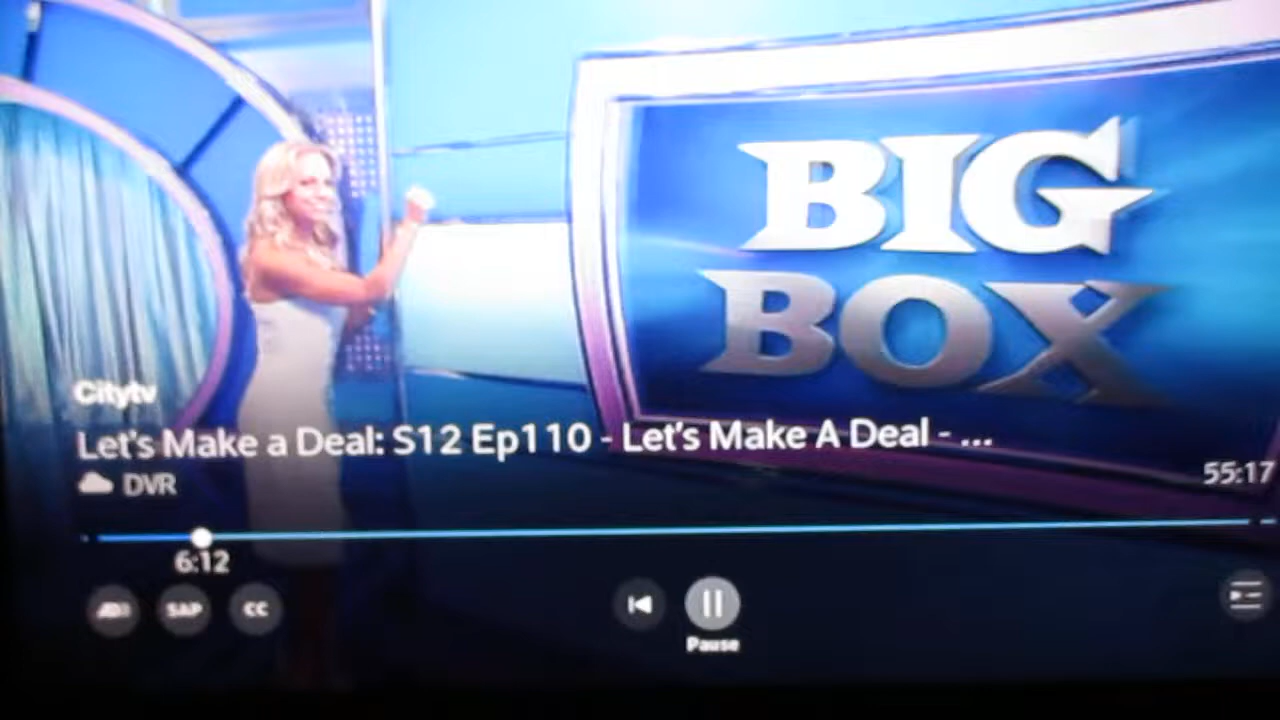 BIG
BOX
Citytv
Let's Make a Deal: S12 Ep110 - Let's Make A Deal - ...
DVR
55:17
6:12
SAP
CC
Pause